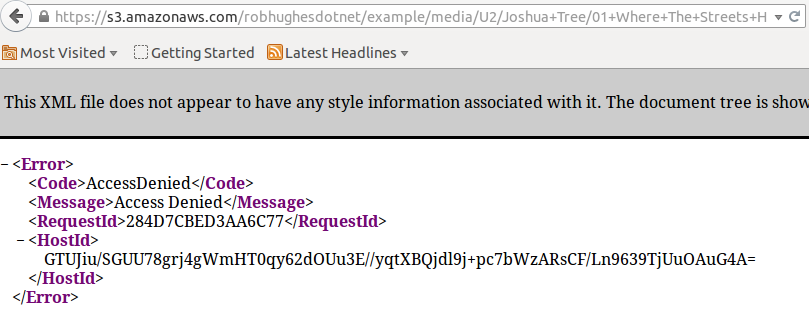 https://s3.amazonaws.com/robhughesdotnet/example/media/U2/Joshua+Tree/01+Where+The+Streets+H
Most Visited Getting Started Latest Headlines
This XML file does not appear to have any style information associated with it. The document tree is show
− <Error>
<Code>AccessDenied</Code>
<Message>Access Denied</Message>
<RequestId>284D7CBED3AA6C77</RequestId>
− <HostId>
GTUJiu/SGUU78grj4gWmHT0qy62dOUu3E//yqtXBQjdl9j+pc7bWzARsCF/Ln9639TjUuOAuG4A=
</HostId>
</Error>